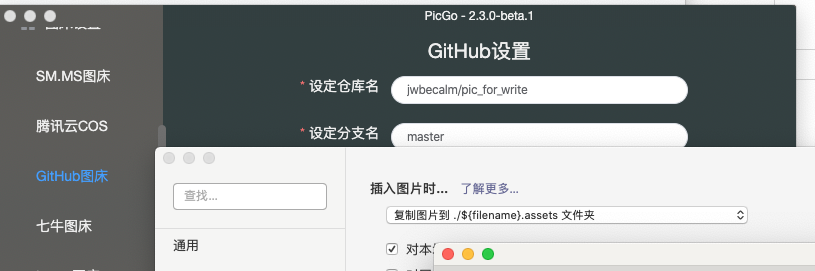 PicGo - 2.3.0-beta.1
GitHub设置
SM.MS图床
* 设定仓库名
jwbecalm/pic_for_write
腾讯云COS
* 设定分支名
master
GitHub图床
七牛图床
查找...
通用
插入图片时... 了解更多...
复制图片到 ./${filename}.assets 文件夹
对本